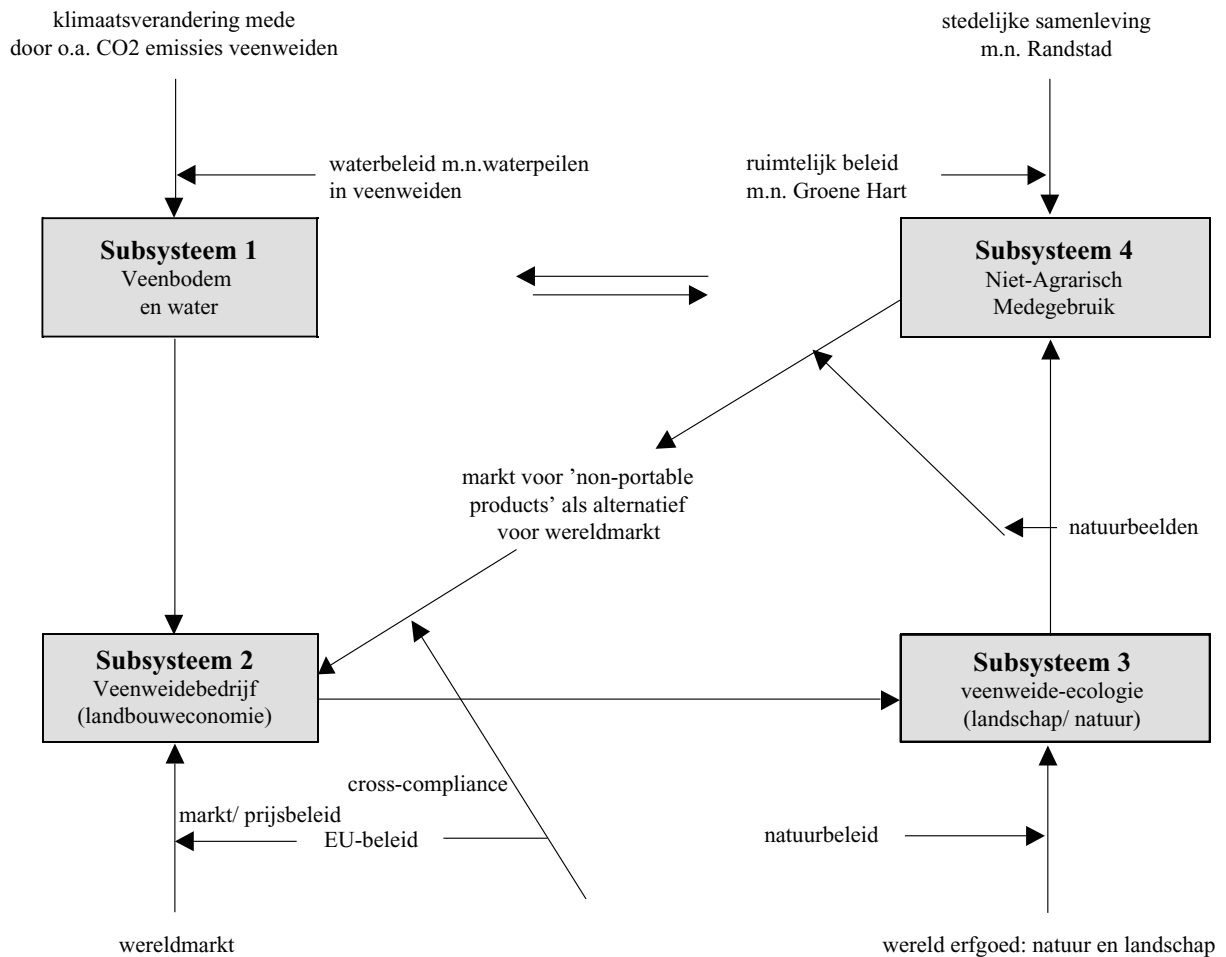 klimaatsverandering mede
door o.a. CO2 emissies veenweiden
stedelijke samenleving
m.n. Randstad
waterbeleid m.n.waterpeilen
in veenweiden
ruimtelijk beleid
m.n. Groene Hart
Subsysteem 1
Veenbodem
en water
Subsysteem 4
Niet-Agrarisch
Medegebruik
markt voor ’non-portable
products’ als alternatief
voor wereldmarkt
natuurbeelden
Subsysteem 2
Veenweidebedrijf
(landbouweconomie)
Subsysteem 3
veenweide-ecologie
(landschap/ natuur)
cross-compliance
markt/ prijsbeleid
EU-beleid
natuurbeleid
wereldmarkt
wereld erfgoed: natuur en landschap